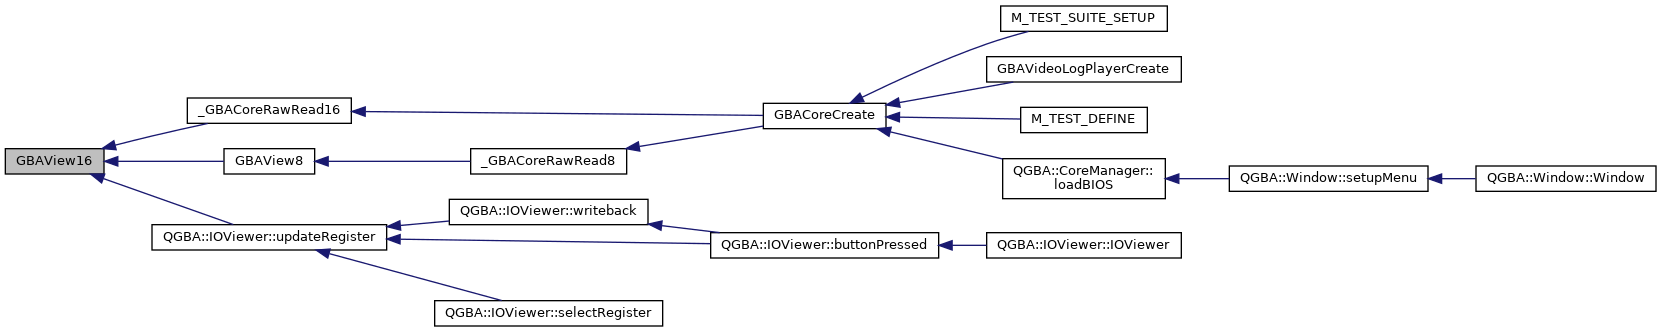 M_TEST_SUITE_SETUP
GBAVideoLogPlayerCreate
_GBACoreRawRead16
GBACoreCreate
M_TEST_DEFINE
GBAView16
GBAView8
_GBACoreRawRead8
QGBA::CoreManager::
loadBIOS
QGBA::Window::setupMenu
QGBA::Window::Window
QGBA::IOViewer::writeback
QGBA::IOViewer::updateRegister
QGBA::IOViewer::buttonPressed
QGBA::IOViewer::IOViewer
QGBA::IOViewer::selectRegister